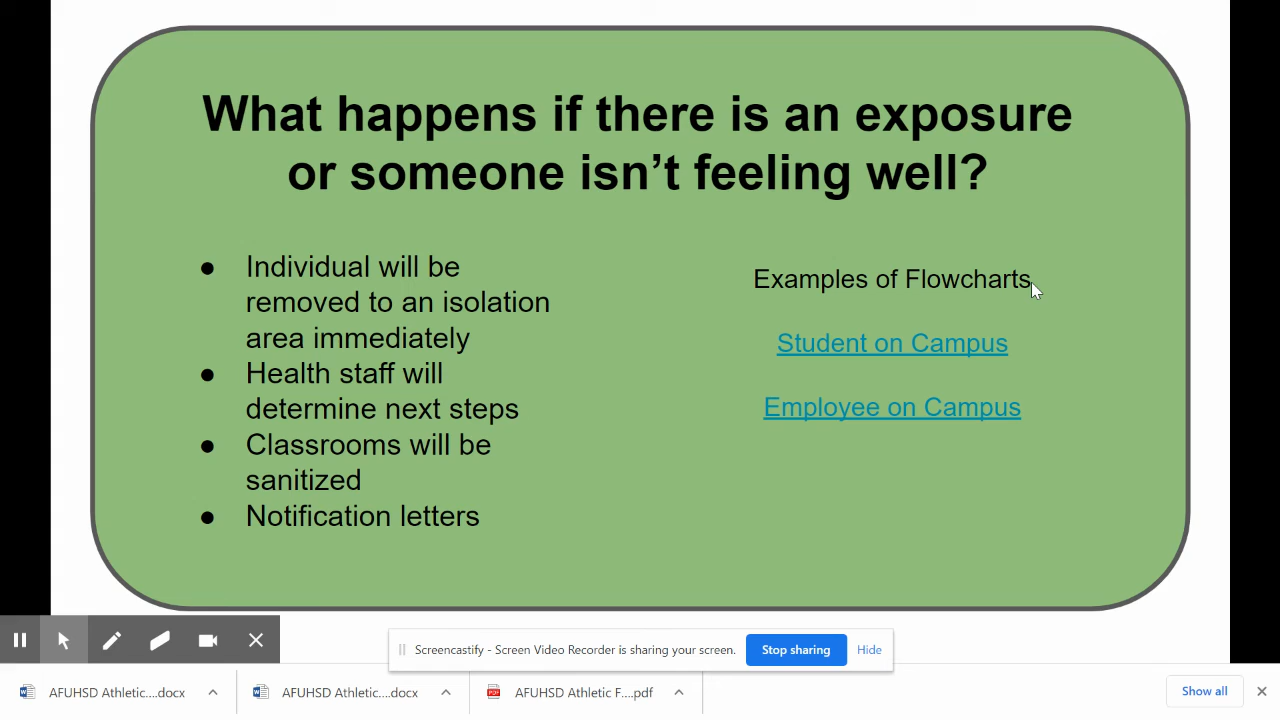 What happens if there is an exposure
or someone isn’t feeling well?
● Individual will be
removed to an isolation
area immediately
● Health staff will
determine next steps
● Classrooms will be
sanitized
● Notification letters
Examples of Flowcharts
Student on Campus
Employee on Campus
Screencastify - Screen Video Recorder is sharing your screen.
Stop sharing
Hide
AFUHSD Athletic....docx
AFUHSD Athletic....docx
PDF
AFUHSD Athletic F....pdf
Show all